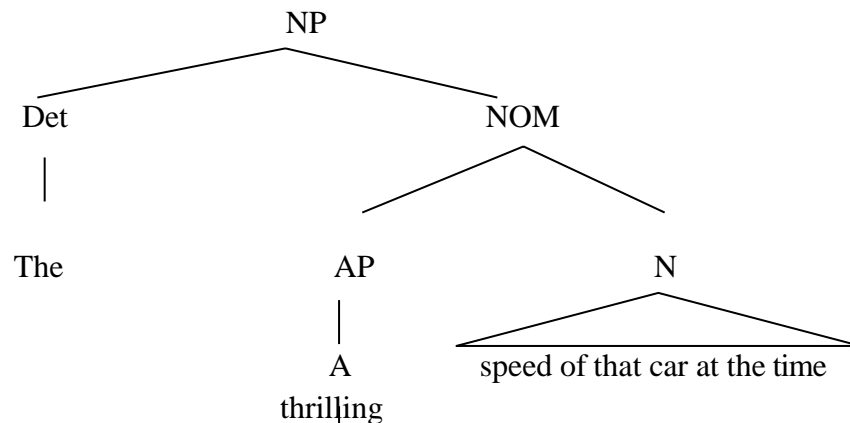 NP
Det NOM
The AP N
A speed of that car at the time
thrilling